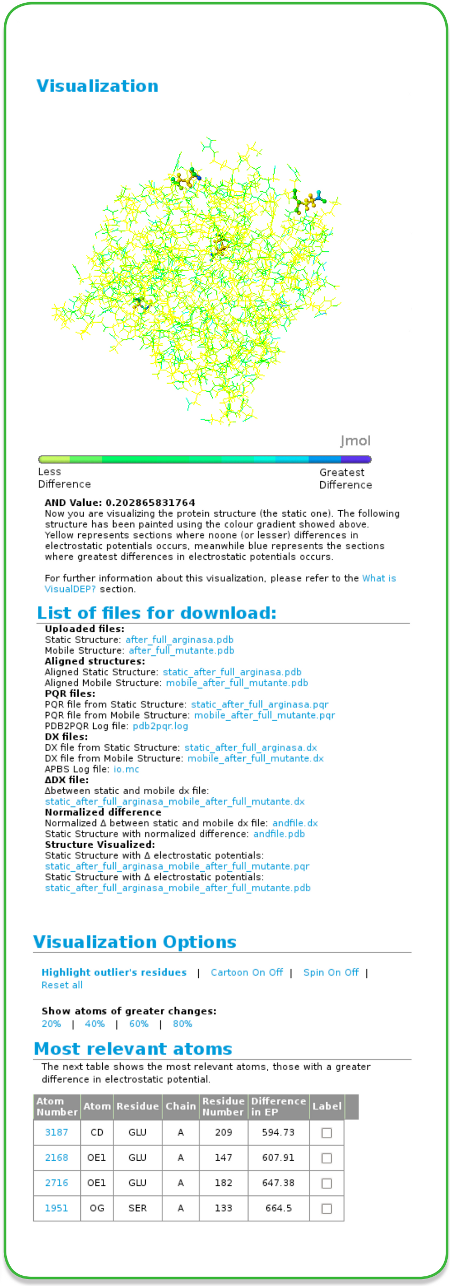 Visualization
Jmol
Less
Difference
Greatest
Difference
AND Value: 0.202865831764
Now you are visualizing the protein structure (the static one). The following
structure has been painted using the colour gradient showed above.
Yellow represents sections where noone (or lesser) differences in
electrostatic potentials occurs, meanwhile blue represents the sections
where greatest differences in electrostatic potentials occurs.
For further information about this visualization, please refer to the What is
VisualDEP? section.
List of files for download:
Uploaded files:
Static Structure: after_full_arginasa.pdb
Mobile Structure: after_full_mutante.pdb
Aligned structures:
Aligned Static Structure: static_after_full_arginasa.pdb
Aligned Mobile Structure: mobile_after_full_mutante.pdb
PQR files:
PQR file from Static Structure: static_after_full_arginasa.pqr
PQR file from Mobile Structure: mobile_after_full_mutante.pqr
PDB2PQR Log file: pdb2pqr.log
DX files:
DX file from Static Structure: static_after_full_arginasa.dx
DX file from Mobile Structure: mobile_after_full_mutante.dx
APBS Log file: io.mc
ΔDX file:
Δbetween static and mobile dx file:
static_after_full_arginasa_mobile_after_full_mutante.dx
Normalized difference
Normalized Δ between static and mobile dx file: andfile.dx
Static Structure with normalized difference: andfile.pdb
Structure Visualized:
Static Structure with Δ electrostatic potentials:
static_after_full_arginasa_mobile_after_full_mutante.pqr
Static Structure with Δ electrostatic potentials:
static_after_full_arginasa_mobile_after_full_mutante.pdb
Visualization Options
Highlight outlier's residues | Cartoon On Off | Spin On Off |
Reset all
Show atoms of greater changes:
20% | 40% | 60% | 80%
Most relevant atoms
The next table shows the most relevant atoms, those with a greater
difference in electrostatic potential.
Atom Number Atom Residue Chain Residue Number Difference in EP Label
3187 CD GLU A 209 594.73
2168 OE1 GLU A 147 607.91
2716 OE1 GLU A 182 647.38
1951 OG SER A 133 664.5